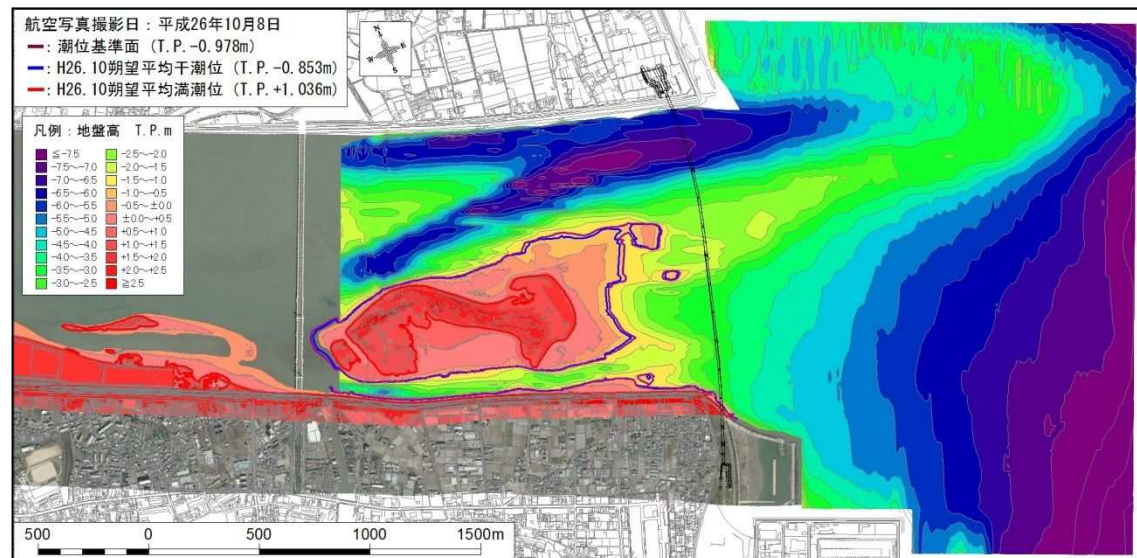 航空写真撮影日：平成26年10月8日
━：潮位基準面 (T.P.-0.978m)
━：H26.10朔望平均干潮位 (T.P.-0.853m)
━：H26.10朔望平均満潮位 (T.P.+1.036m)
N
E
W
S
凡例：地盤高 T.P.m
≦-7.5
-7.5～-7.0
-7.0～-6.5
-6.5～-6.0
-6.0～-5.5
-5.5～-5.0
-5.0～-4.5
-4.5～-4.0
-4.0～-3.5
-3.5～-3.0
-3.0～-2.5
-2.5～-2.0
-2.0～-1.5
-1.5～-1.0
-1.0～-0.5
-0.5～±0.0
±0.0～+0.5
+0.5～+1.0
+1.0～+1.5
+1.5～+2.0
+2.0～+2.5
≧2.5
500 0 500 1000 1500m